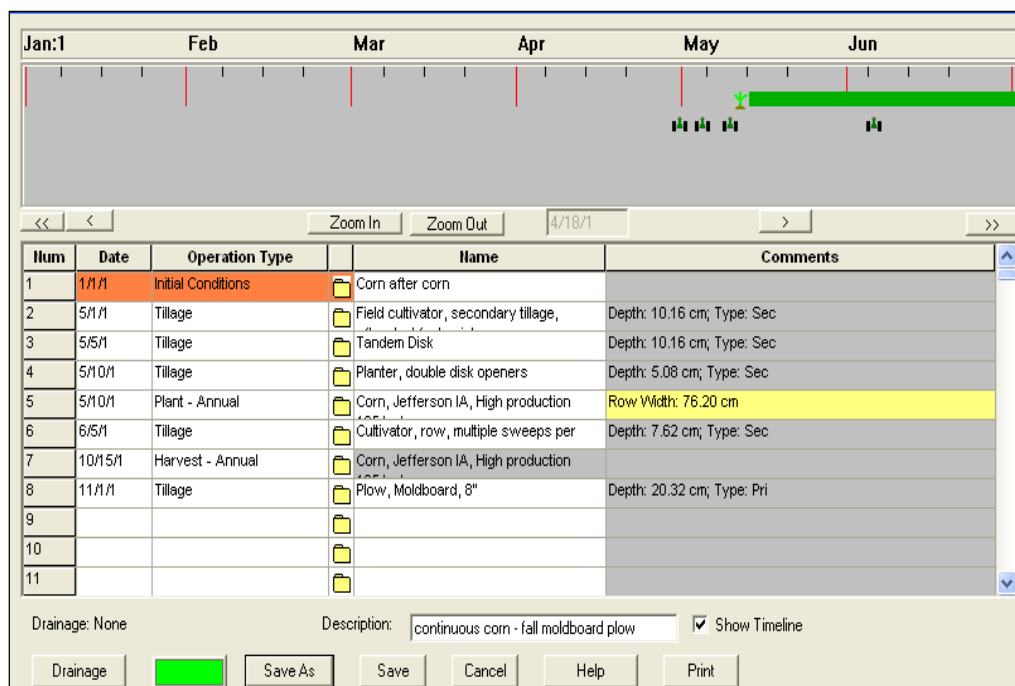 Jan:1 Feb Mar Apr May Jun
<< < Zoom In Zoom Out 4/18/1 > >>
Num Date Operation Type Name Comments
1 1/1/1 Initial Conditions Corn after corn
2 5/1/1 Tillage Field cultivator, secondary tillage, Depth: 10.16 cm; Type: Sec
3 5/5/1 Tillage Tandem Disk Depth: 10.16 cm; Type: Sec
4 5/10/1 Tillage Planter, double disk openers Depth: 5.08 cm; Type: Sec
5 5/10/1 Plant - Annual Corn, Jefferson IA, High production Row Width: 76.20 cm
6 6/5/1 Tillage Cultivator, row, multiple sweeps per Depth: 7.62 cm; Type: Sec
7 10/15/1 Harvest - Annual Corn, Jefferson IA, High production
8 11/1/1 Tillage Plow, Moldboard, 8" Depth: 20.32 cm; Type: Pri
9
10
11
Drainage: None Description: continuous corn - fall moldboard plow Show Timeline
Drainage Save As Save Cancel Help Print